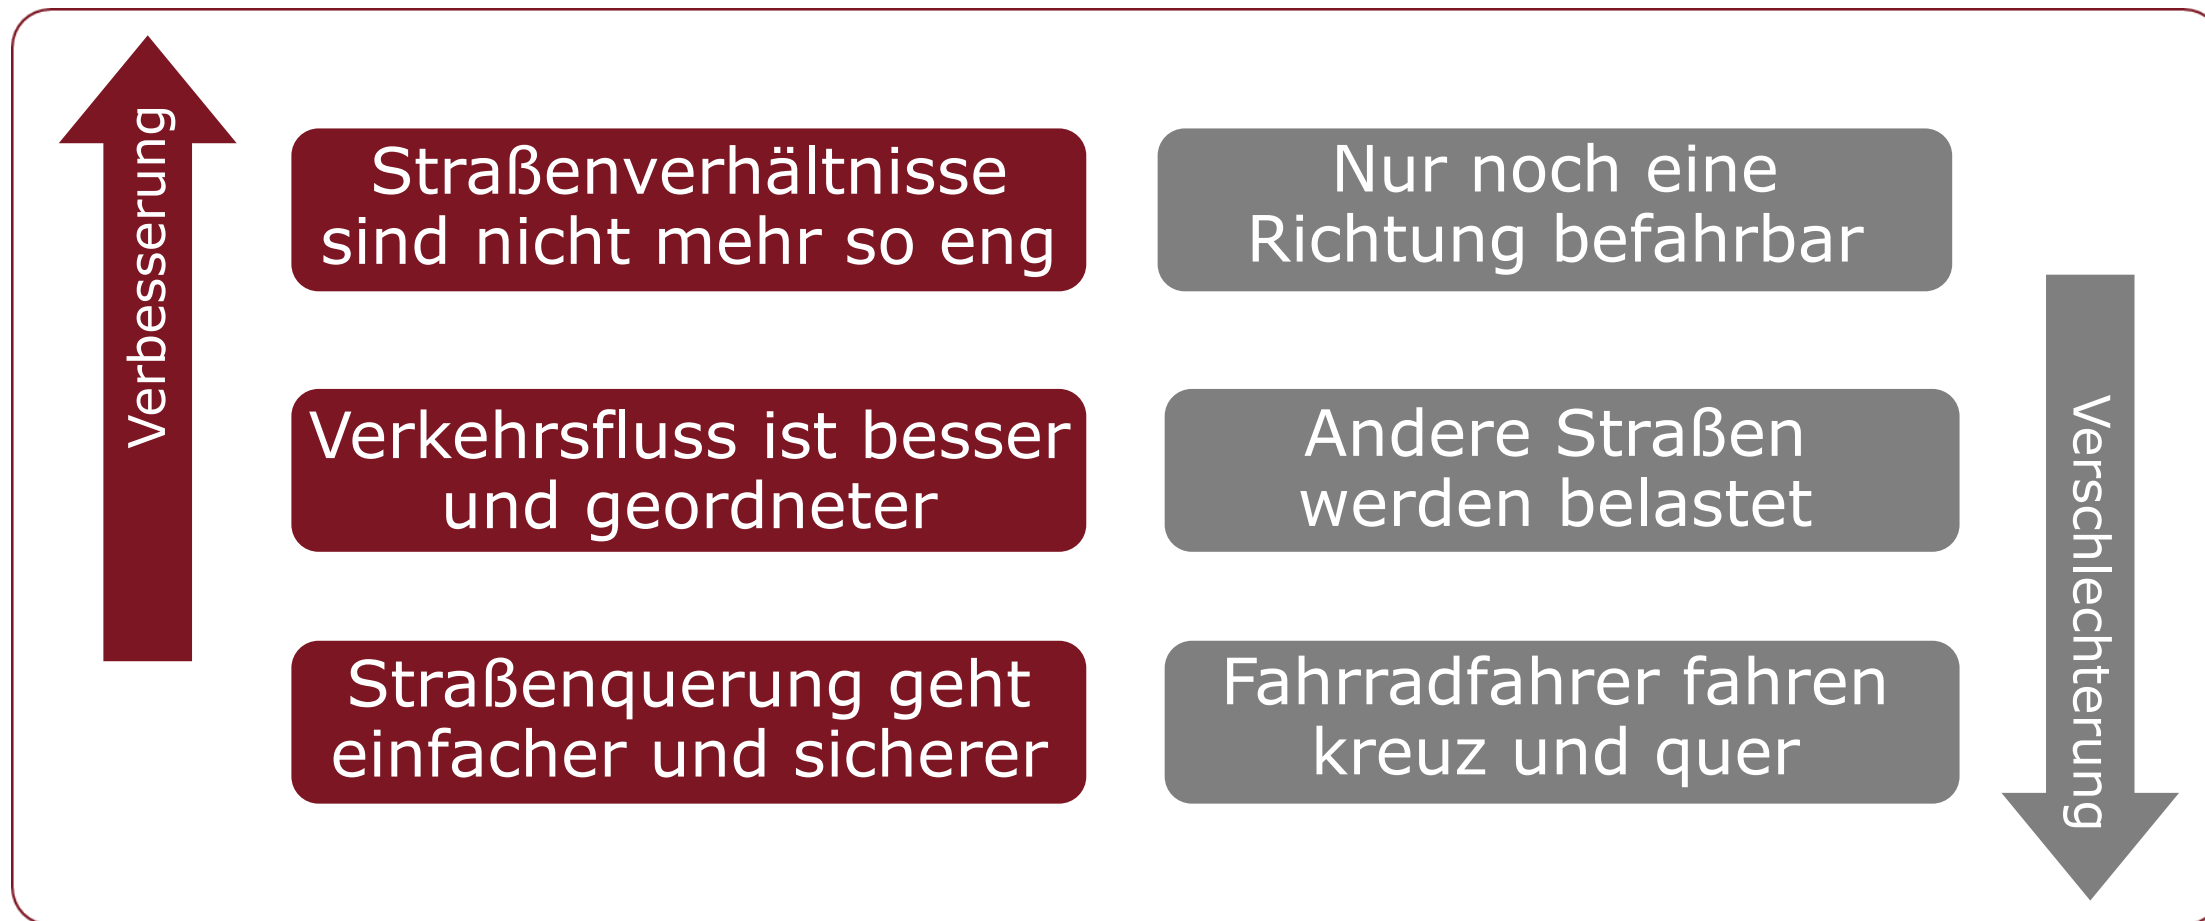 Verbesserung
Straßenverhältnisse
sind nicht mehr so eng
Verkehrsfluss ist besser
und geordneter
Straßenquerung geht
einfacher und sicherer
Nur noch eine
Richtung befahrbar
Andere Straßen
werden belastet
Fahrradfahrer fahren
kreuz und quer
Verschlechterung